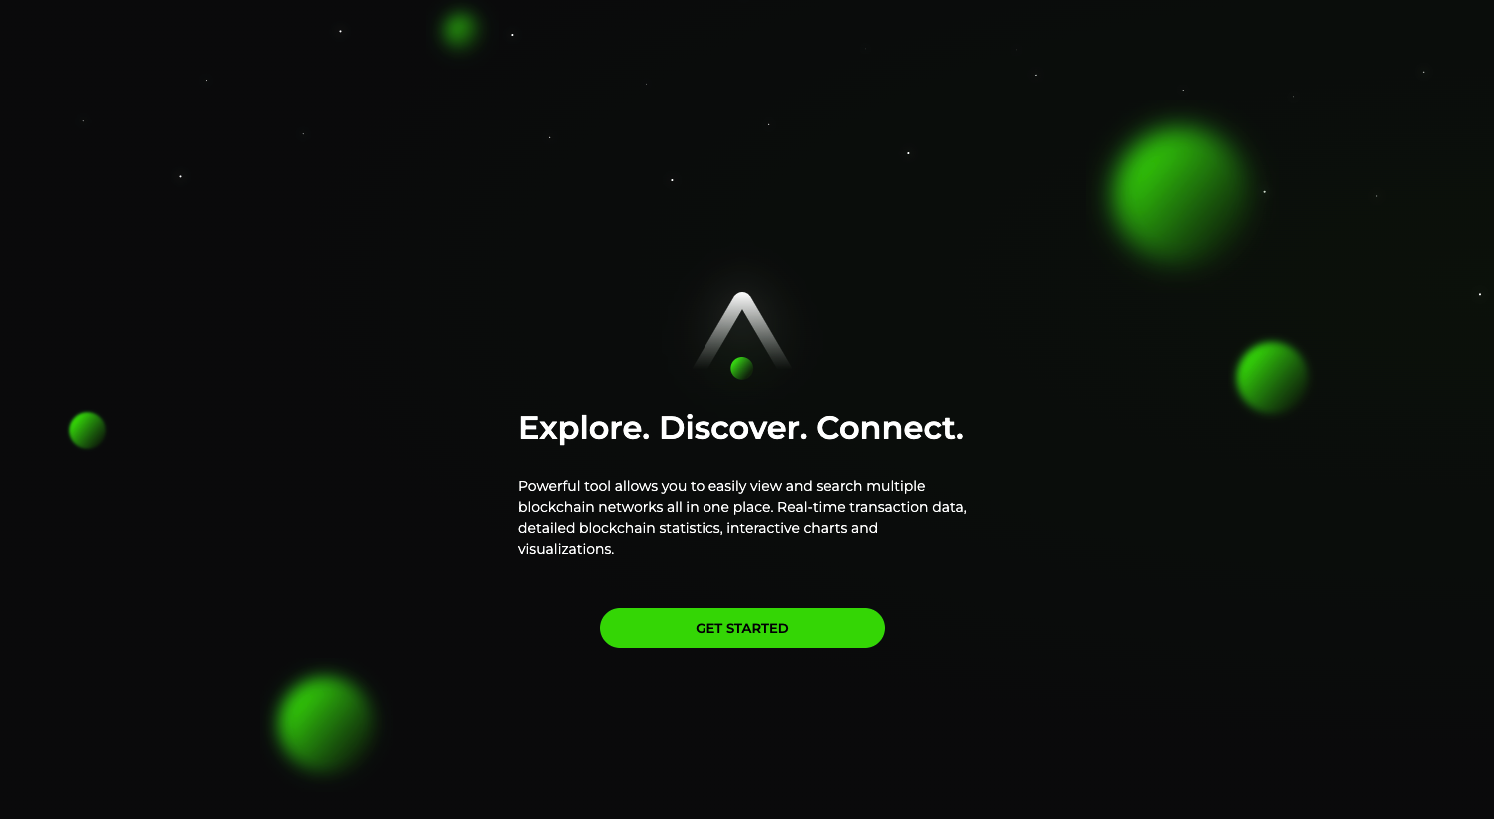 Explore. Discover. Connect.
Powerful tool allows you to easily view and search multiple
blockchain networks all in one place. Real-time transaction data,
detailed blockchain statistics, interactive charts and
visualizations.
GET STARTED